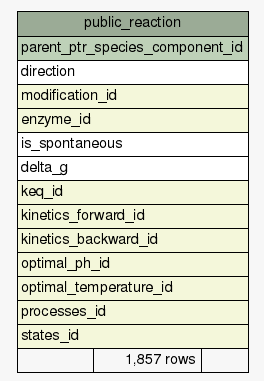 public_reaction
parent_ptr_species_component_id
direction
modification_id
enzyme_id
is_spontaneous
delta_g
keq_id
kinetics_forward_id
kinetics_backward_id
optimal_ph_id
optimal_temperature_id
processes_id
states_id
1,857 rows